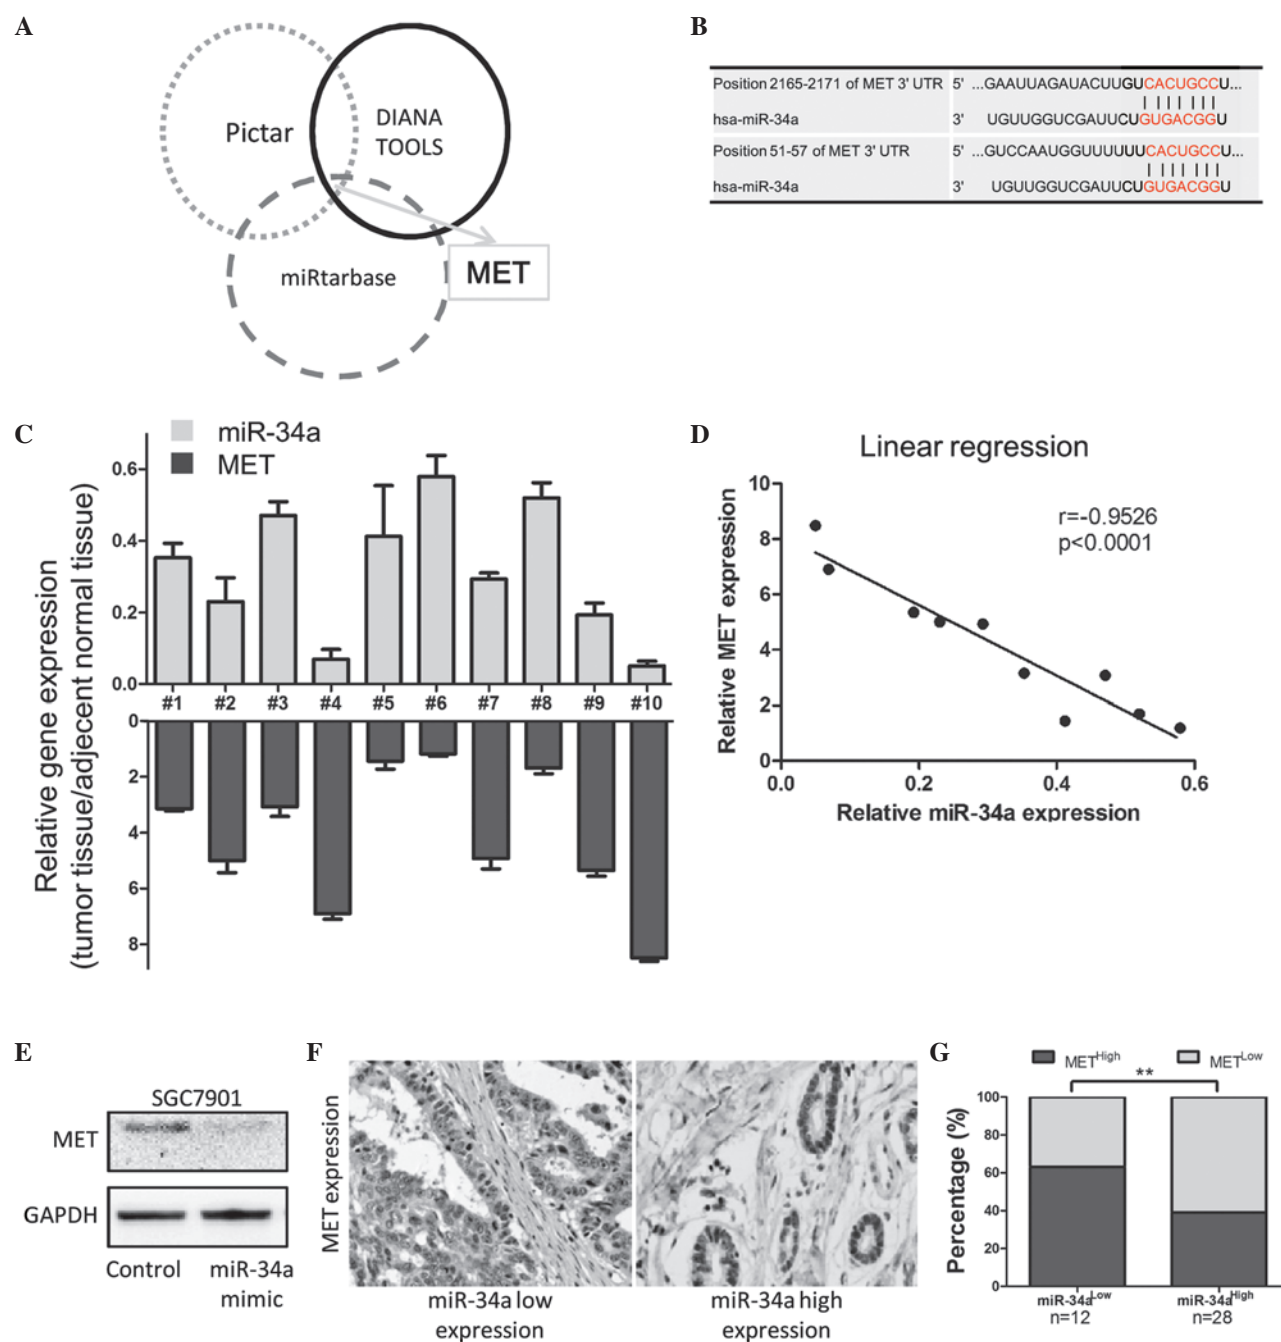 A
Pictar
DIANA
TOOLS
miRtarbase
MET
B
Position 2165-2171 of MET 3' UTR 5' ...GAAUUAGAUACUUGUCACUGCCU...
hsa-miR-34a 3' UGUUGGUCGAUUCUGUGACGGU
Position 51-57 of MET 3' UTR 5' ...GUCCAAUGGUUUUUUCACUGCCU...
hsa-miR-34a 3' UGUUGGUCGAUUCUGUGACGGU
C
miR-34a
MET
Relative gene expression
(tumor tissue/adjecent normal tissue)
0.6
0.4
0.2
0.0
#1 #2 #3 #4 #5 #6 #7 #8 #9 #10
0
2
4
6
8
D
Linear regression
r=-0.9526
p<0.0001
Relative MET expression
10
8
6
4
2
0
0.0 0.2 0.4 0.6
Relative miR-34a expression
E
SGC7901
MET
GAPDH
Control miR-34a
mimic
F
MET expression
miR-34a low
expression
miR-34a high
expression
G
MET^High MET^Low
**
Percentage (%)
100
80
60
40
20
0
miR-34a^Low miR-34a^High
n=12 n=28